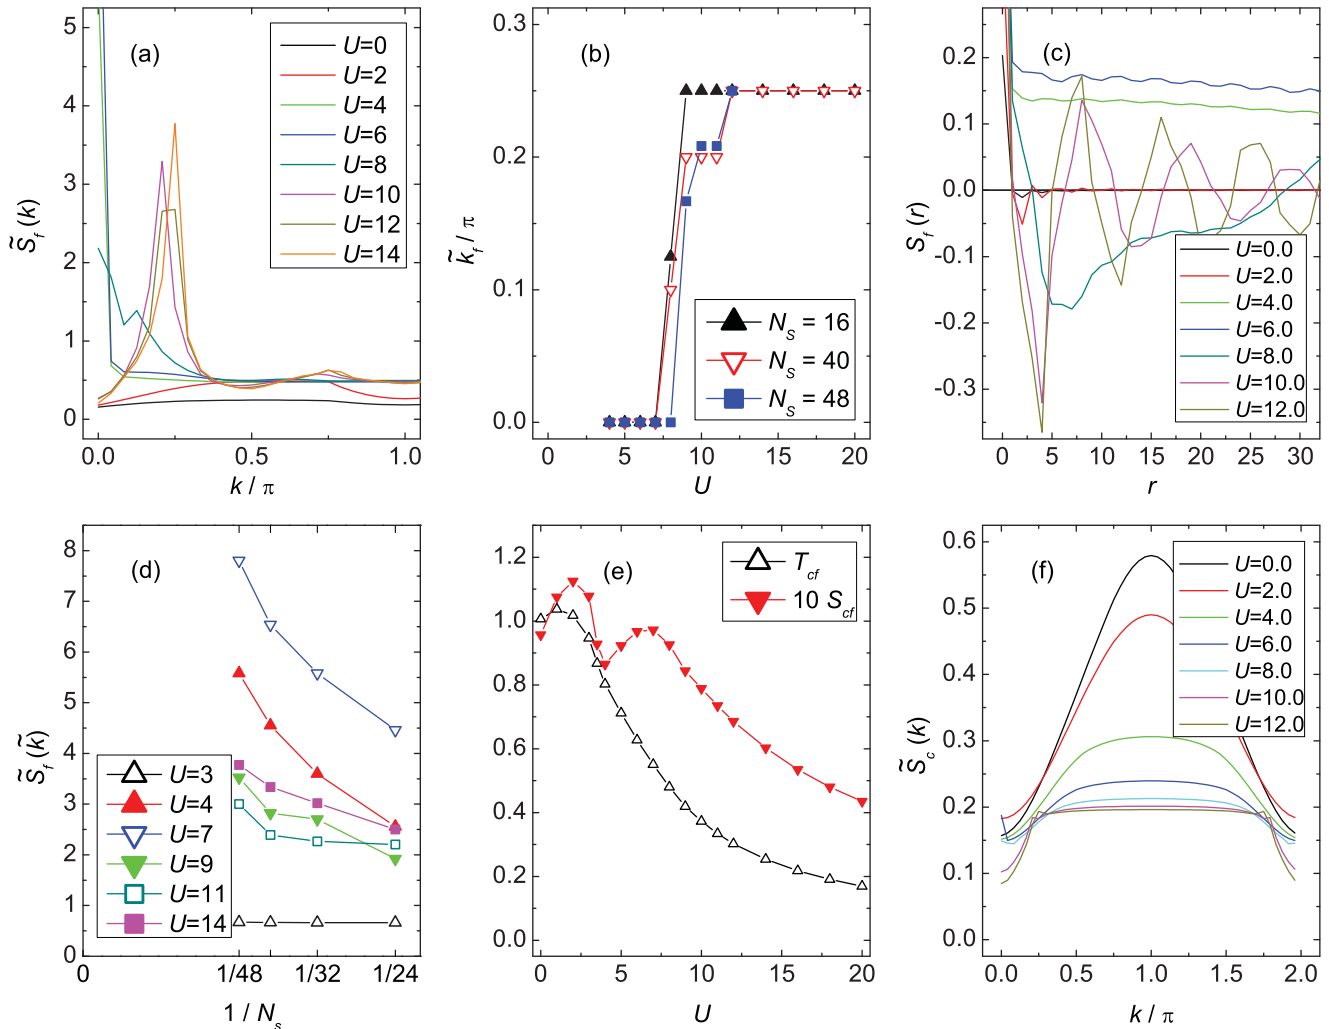 (a)
U=0
U=2
U=4
U=6
U=8
U=10
U=12
U=14
5
4
3
2
1
0
S̃f (k)
0.0 0.5 1.0
k / π
(b)
NS = 16
NS = 40
NS = 48
0.3
0.2
0.1
0.0
k̃f / π
0 5 10 15 20
U
(c)
U=0.0
U=2.0
U=4.0
U=6.0
U=8.0
U=10.0
U=12.0
0.2
0.1
0.0
-0.1
-0.2
-0.3
Sf (r)
0 5 10 15 20 25 30
r
(d)
U=3
U=4
U=7
U=9
U=11
U=14
8
7
6
5
4
3
2
1
0
S̃f (k̃)
0 1/48 1/32 1/24
1 / Ns
(e)
Tcf
10 Scf
1.2
1.0
0.8
0.6
0.4
0.2
0.0
0 5 10 15 20
U
(f)
U=0.0
U=2.0
U=4.0
U=6.0
U=8.0
U=10.0
U=12.0
0.6
0.5
0.4
0.3
0.2
0.1
0.0
S̃c (k)
0.0 0.5 1.0 1.5 2.0
k / π